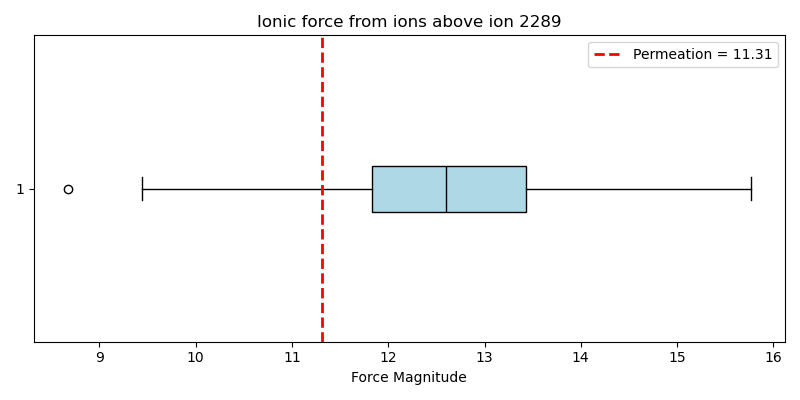 Ionic force from ions above ion 2289
Permeation = 11.31
1
9 10 11 12 13 14 15 16
Force Magnitude